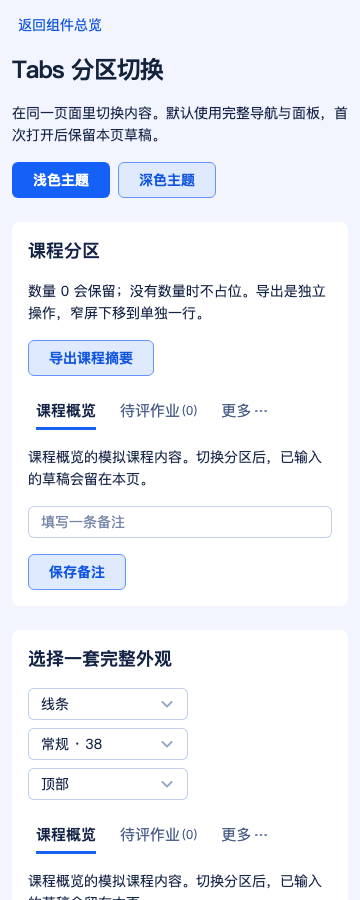 返回组件总览
Tabs 分区切换
在同一页面里切换内容。默认使用完整导航与面板，首
次打开后保留本页草稿。
浅色主题
深色主题
课程分区
数量 0 会保留；没有数量时不占位。导出是独立
操作，窄屏下移到单独一行。
导出课程摘要
课程概览
待评作业(0)
更多 ···
课程概览的模拟课程内容。切换分区后，已输入
的草稿会留在本页。
填写一条备注
保存备注
选择一套完整外观
线条
常规 · 38
顶部
课程概览
待评作业(0)
更多 ···
课程概览的模拟课程内容。切换分区后，已输入
的草稿会留在本页。